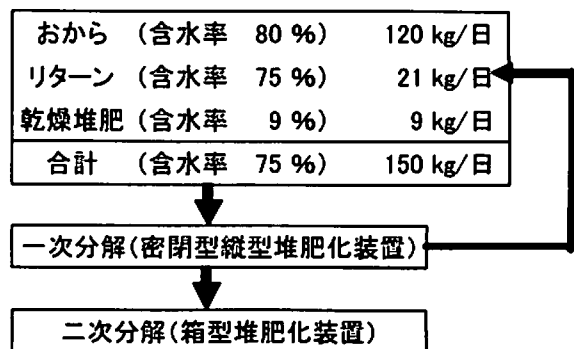 おから (含水率 80 %) 120 kg/日
リターン (含水率 75 %) 21 kg/日
乾燥堆肥 (含水率 9 %) 9 kg/日
合計 (含水率 75 %) 150 kg/日
一次分解(密閉型縦型堆肥化装置)
二次分解(箱型堆肥化装置)